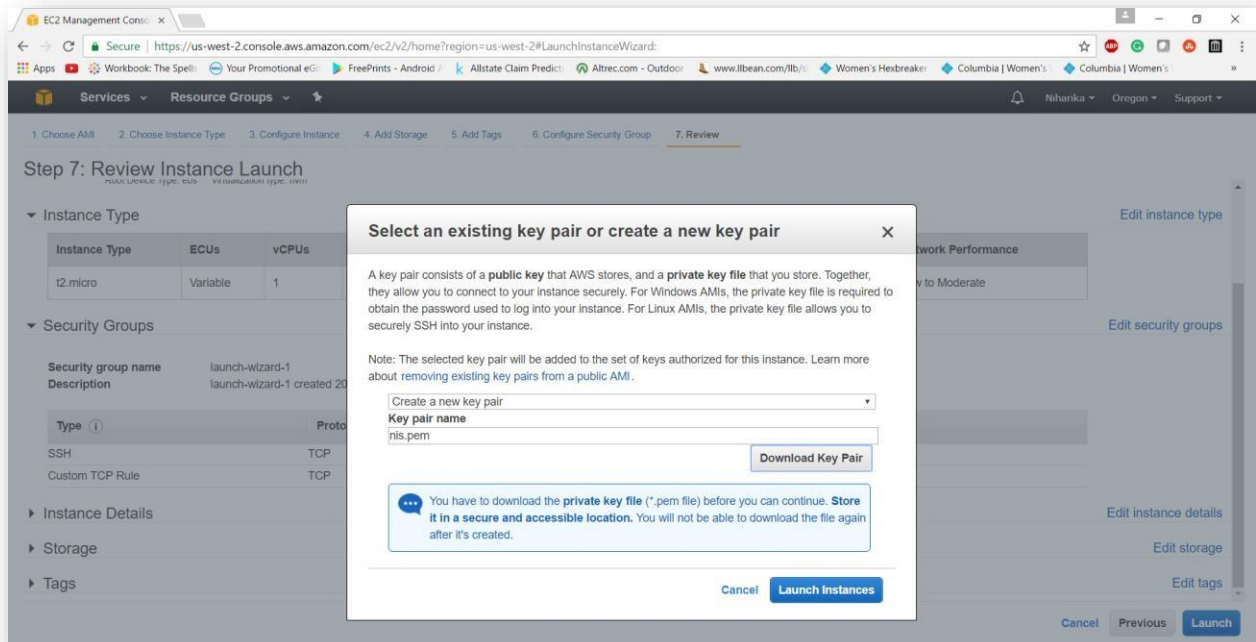 EC2 Management Conso
Secure | https://us-west-2.console.aws.amazon.com/ec2/v2/home?region=us-west-2#LaunchInstanceWizard:
ABP
Apps Workbook: The Spell Your Promotional eGi FreePrints - Android A Allstate Claim Predict Altrec.com - Outdoor www.llbean.com/llb/s Women's Hexbreaker Columbia | Women's Columbia | Women's »
Services Resource Groups Niharika Oregon Support
1. Choose AMI 2. Choose Instance Type 3. Configure Instance 4. Add Storage 5. Add Tags 6. Configure Security Group 7. Review
Step 7: Review Instance Launch
Root Device Type: ebs Virtualization type: hvm
Instance Type Edit instance type
Instance Type ECUs vCPUs twork Performance
t2.micro Variable 1 w to Moderate
Security Groups Edit security groups
Security group name launch-wizard-1
Description launch-wizard-1 created 20
Type i Proto
SSH TCP
Custom TCP Rule TCP
Instance Details Edit instance details
Storage Edit storage
Tags Edit tags
Cancel Previous Launch
Select an existing key pair or create a new key pair ×
A key pair consists of a public key that AWS stores, and a private key file that you store. Together,
they allow you to connect to your instance securely. For Windows AMIs, the private key file is required to
obtain the password used to log into your instance. For Linux AMIs, the private key file allows you to
securely SSH into your instance.
Note: The selected key pair will be added to the set of keys authorized for this instance. Learn more
about removing existing key pairs from a public AMI.
Create a new key pair
Key pair name
nis.pem
Download Key Pair
You have to download the private key file (*.pem file) before you can continue. Store
it in a secure and accessible location. You will not be able to download the file again
after it's created.
Cancel Launch Instances